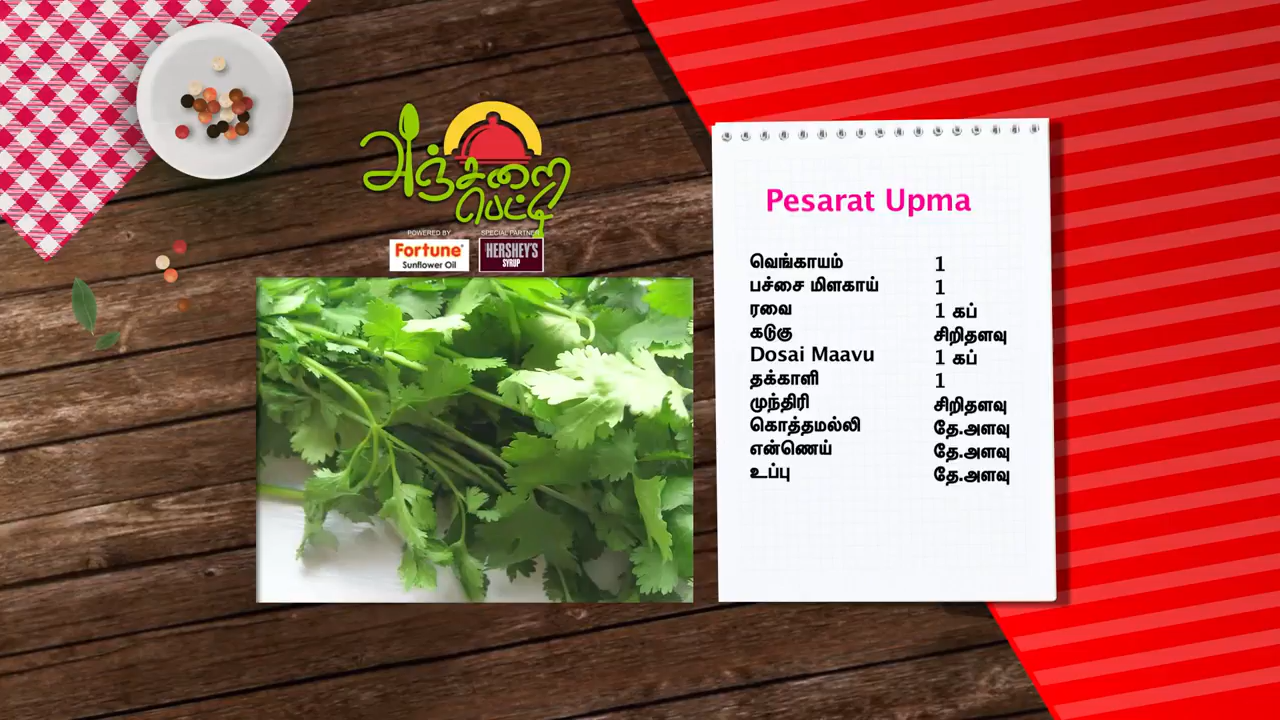 அஞ்சறை
பெட்டி
POWERED BY
Fortune
Sunflower Oil
SPECIAL PARTNER
HERSHEY'S
SYRUP
Pesarat Upma
வெங்காயம் 1
பச்சை மிளகாய் 1
ரவை 1 கப்
கடுகு சிறிதளவு
Dosai Maavu 1 கப்
தக்காளி 1
முந்திரி சிறிதளவு
கொத்தமல்லி தே.அளவு
என்ணெய் தே.அளவு
உப்பு தே.அளவு